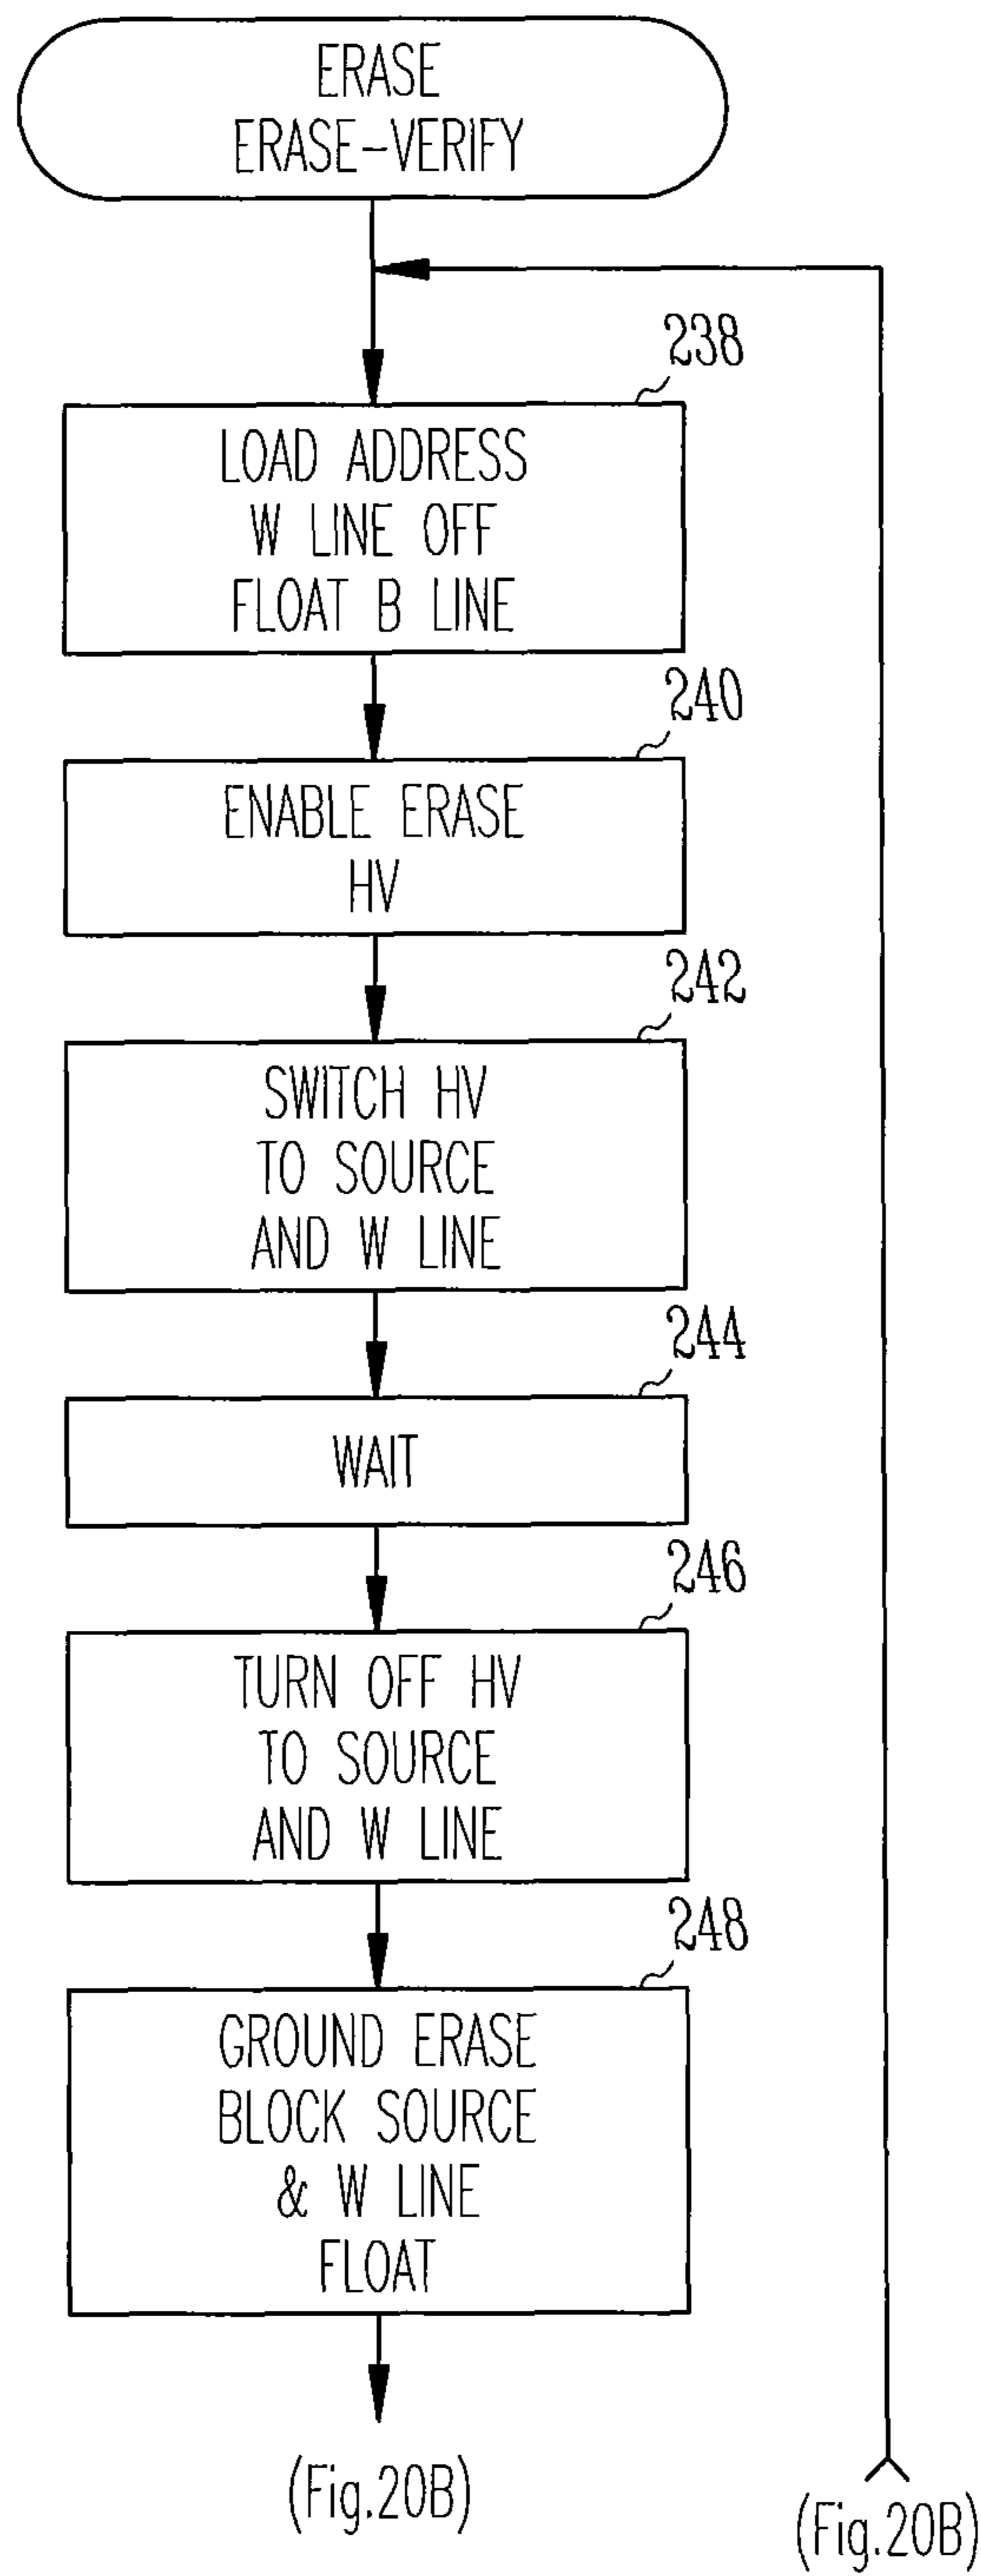 ERASE
ERASE-VERIFY
238
LOAD ADDRESS
W LINE OFF
FLOAT B LINE
240
ENABLE ERASE
HV
242
SWITCH HV
TO SOURCE
AND W LINE
244
WAIT
246
TURN OFF HV
TO SOURCE
AND W LINE
248
GROUND ERASE
BLOCK SOURCE
& W LINE
FLOAT
(Fig.20B)
(Fig.20B)